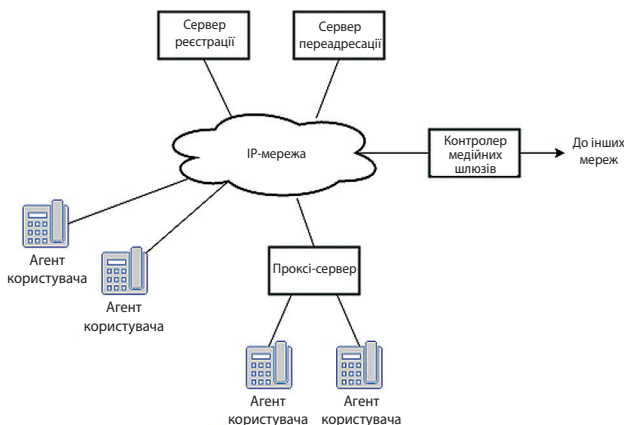 Сервер
реєстрації
Сервер
переадресації
IP-мережа
Контролер
медійних
шлюзів
До інших
мереж
Агент
користувача
Агент
користувача
Проксі-сервер
Агент
користувача
Агент
користувача